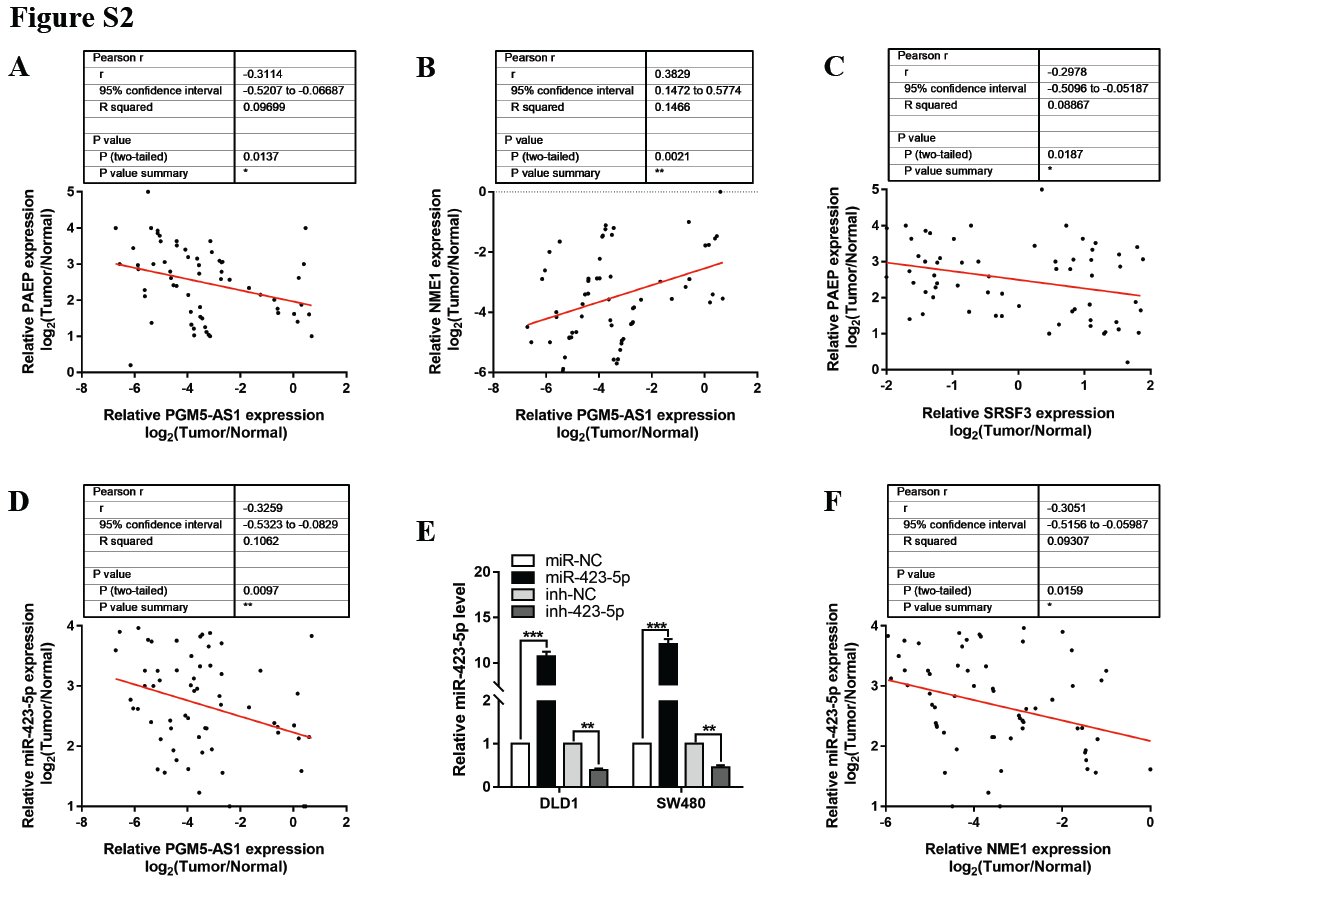 Figure S2
A
Pearson r
r -0.3114
95% confidence interval -0.5207 to -0.06687
R squared 0.09699
P value
P (two-tailed) 0.0137
P value summary *
Relative PAEP expression
log2(Tumor/Normal)
5
4
3
2
1
0
-8 -6 -4 -2 0 2
Relative PGM5-AS1 expression
log2(Tumor/Normal)
B
Pearson r
r 0.3829
95% confidence interval 0.1472 to 0.5774
R squared 0.1466
P value
P (two-tailed) 0.0021
P value summary **
Relative NME1 expression
log2(Tumor/Normal)
0
-2
-4
-6
-8 -6 -4 -2 0 2
Relative PGM5-AS1 expression
log2(Tumor/Normal)
C
Pearson r
r -0.2978
95% confidence interval -0.5096 to -0.05187
R squared 0.08867
P value
P (two-tailed) 0.0187
P value summary *
Relative PAEP expression
log2(Tumor/Normal)
5
4
3
2
1
0
-2 -1 0 1 2
Relative SRSF3 expression
log2(Tumor/Normal)
D
Pearson r
r -0.3259
95% confidence interval -0.5323 to -0.0829
R squared 0.1062
P value
P (two-tailed) 0.0097
P value summary **
Relative miR-423-5p expression
log2(Tumor/Normal)
4
3
2
1
-8 -6 -4 -2 0 2
Relative PGM5-AS1 expression
log2(Tumor/Normal)
E
miR-NC
miR-423-5p
inh-NC
inh-423-5p
Relative miR-423-5p level
20
15
10
2
1
0
*** ** *** **
DLD1 SW480
F
Pearson r
r -0.3051
95% confidence interval -0.5156 to -0.05987
R squared 0.09307
P value
P (two-tailed) 0.0159
P value summary *
Relative miR-423-5p expression
log2(Tumor/Normal)
4
3
2
1
-6 -4 -2 0
Relative NME1 expression
log2(Tumor/Normal)